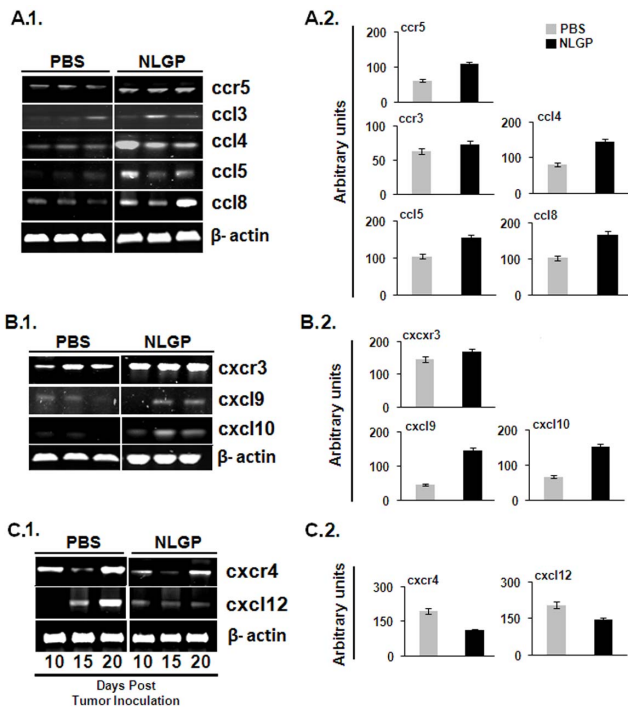 A.1.
PBS NLGP
ccr5
ccl3
ccl4
ccl5
ccl8
β- actin
A.2.
PBS
NLGP
Arbitrary units
ccr5
200
100
0
ccr3
100
50
0
ccl4
200
100
0
ccl5
200
100
0
ccl8
200
100
0
B.1.
PBS NLGP
cxcr3
cxcl9
cxcl10
β- actin
B.2.
Arbitrary units
cxcxr3
200
100
0
cxcl9
200
100
0
cxcl10
200
100
0
C.1.
PBS NLGP
cxcr4
cxcl12
β- actin
10 15 20 10 15 20
Days Post
Tumor Inoculation
C.2.
Arbitrary units
cxcr4
300
150
0
cxcl12
300
150
0